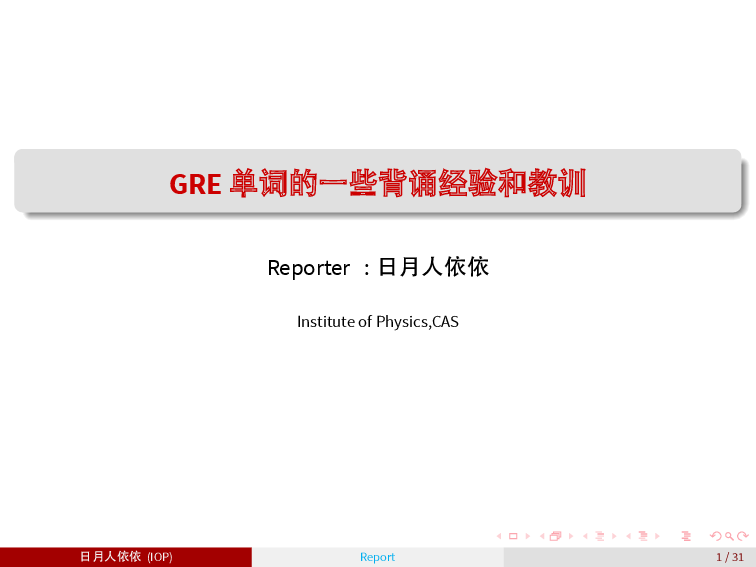 GRE 单词的一些背诵经验和教训
Reporter : 日月人依依
Institute of Physics,CAS
日月人依依 (IOP)
Report
1 / 31